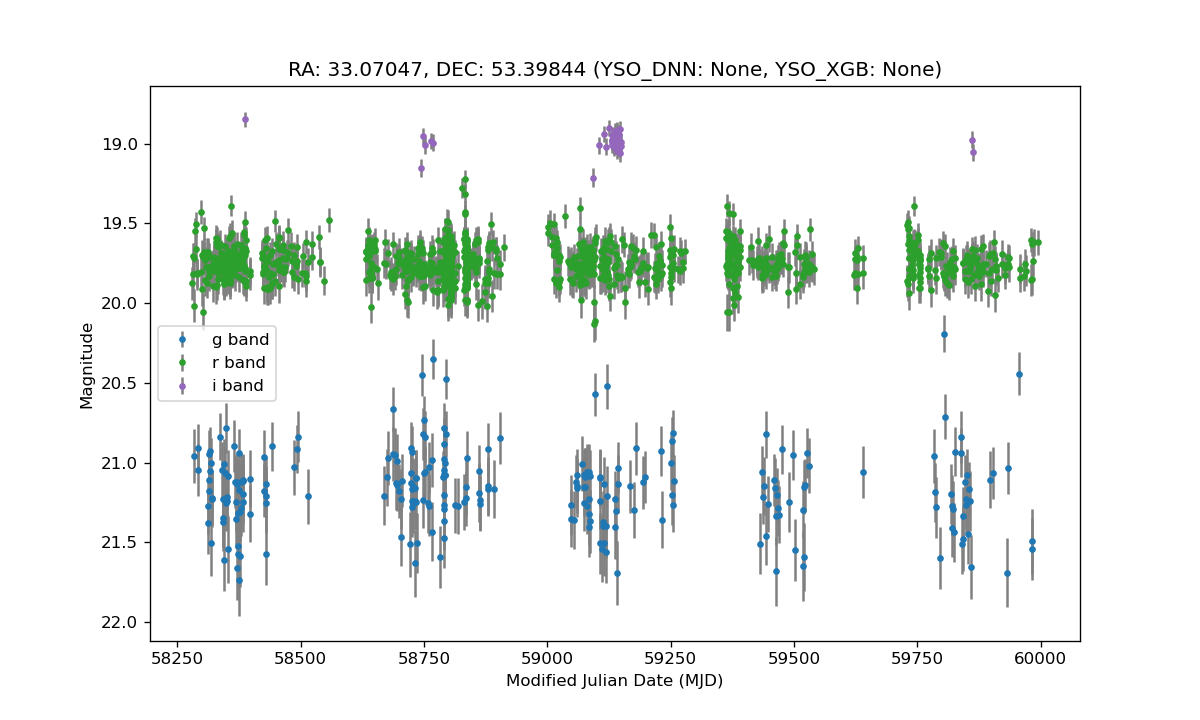 RA: 33.07047, DEC: 53.39844 (YSO_DNN: None, YSO_XGB: None)
19.0
19.5
20.0
20.5
21.0
21.5
22.0
Magnitude
g band
r band
i band
58250 58500 58750 59000 59250 59500 59750 60000
Modified Julian Date (MJD)